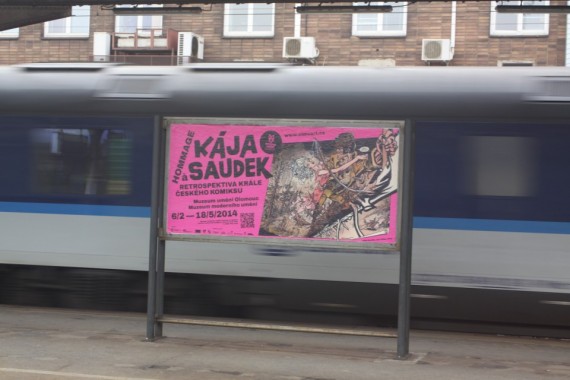 HOMMAGE à
KÁJA
SAUDEK
RETROSPEKTIVA KRÁLE
ČESKÉHO KOMIKSU
Muzeum umění Olomouc
Muzeum moderního umění
6/2 — 18/5/2014